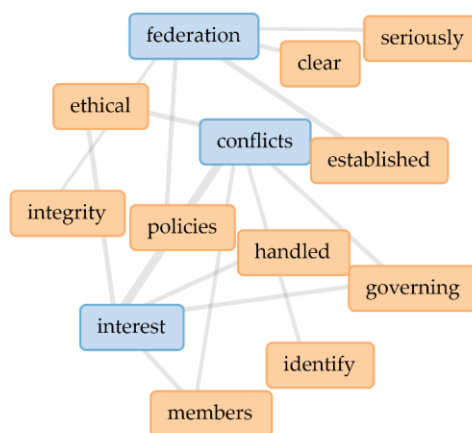 federation
seriously
clear
ethical
conflicts
established
integrity
policies
handled
governing
interest
identify
members